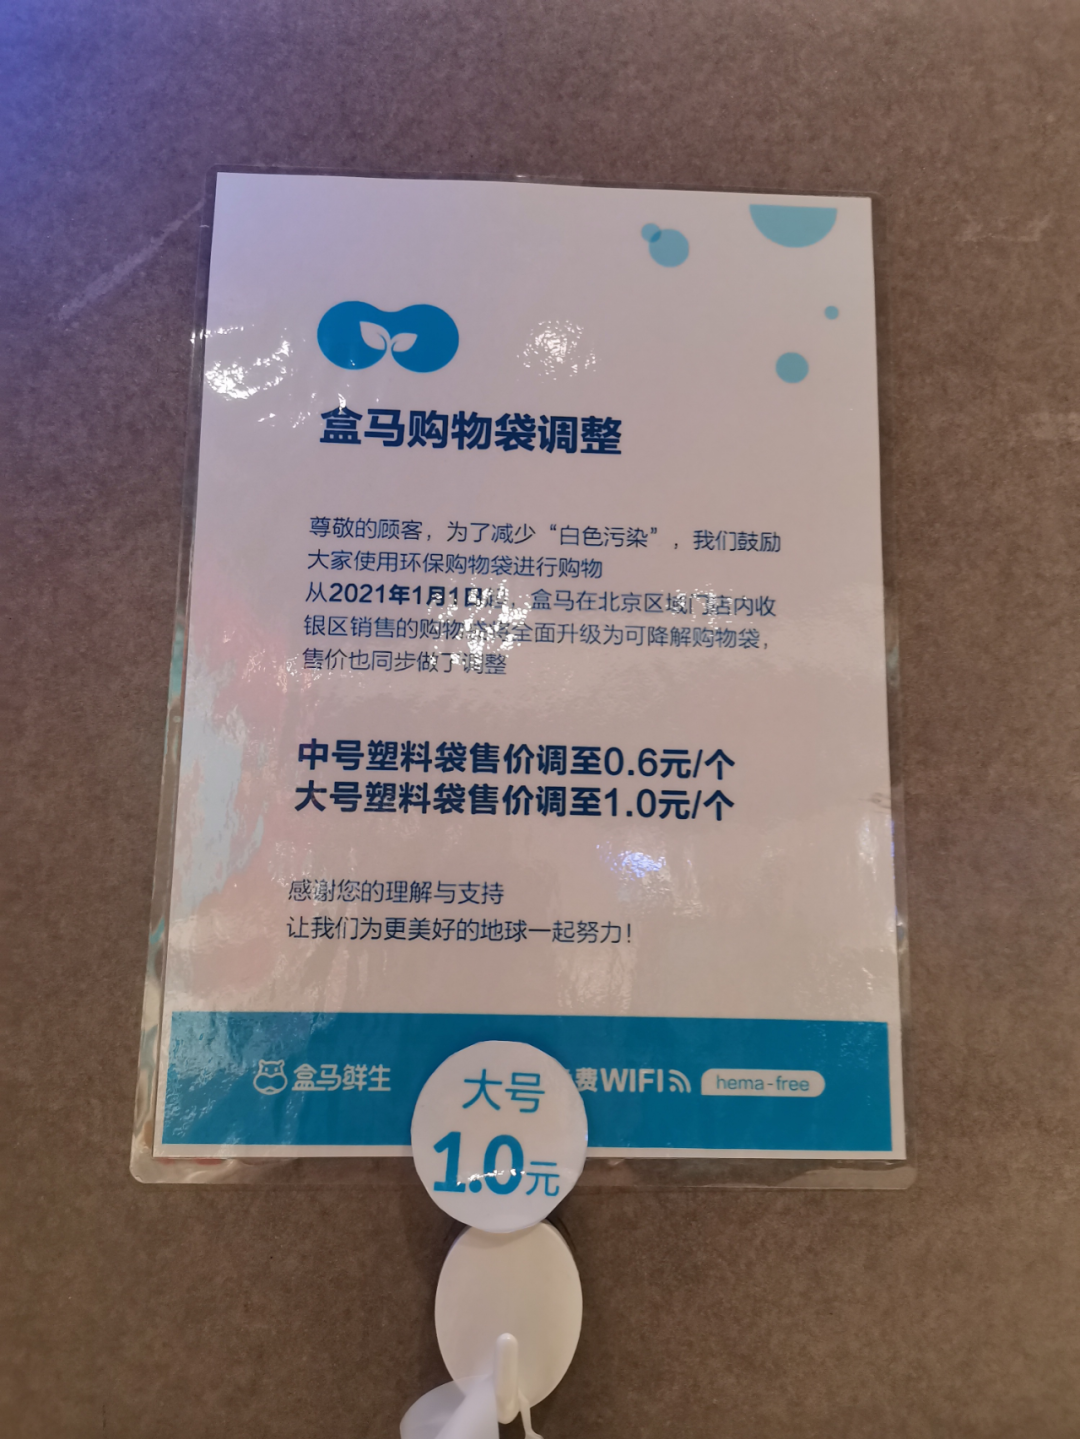 盒马购物袋调整
尊敬的顾客，为了减少“白色污染”，我们鼓励
大家使用环保购物袋进行购物
从2021年1月1日起，盒马在北京区域门店内收
银区销售的购物袋将全面升级为可降解购物袋，
售价也同步做了调整
中号塑料袋售价调至0.6元/个
大号塑料袋售价调至1.0元/个
感谢您的理解与支持
让我们为更美好的地球一起努力！
盒马鲜生
费WIFI
hema-free
大号
1.0元